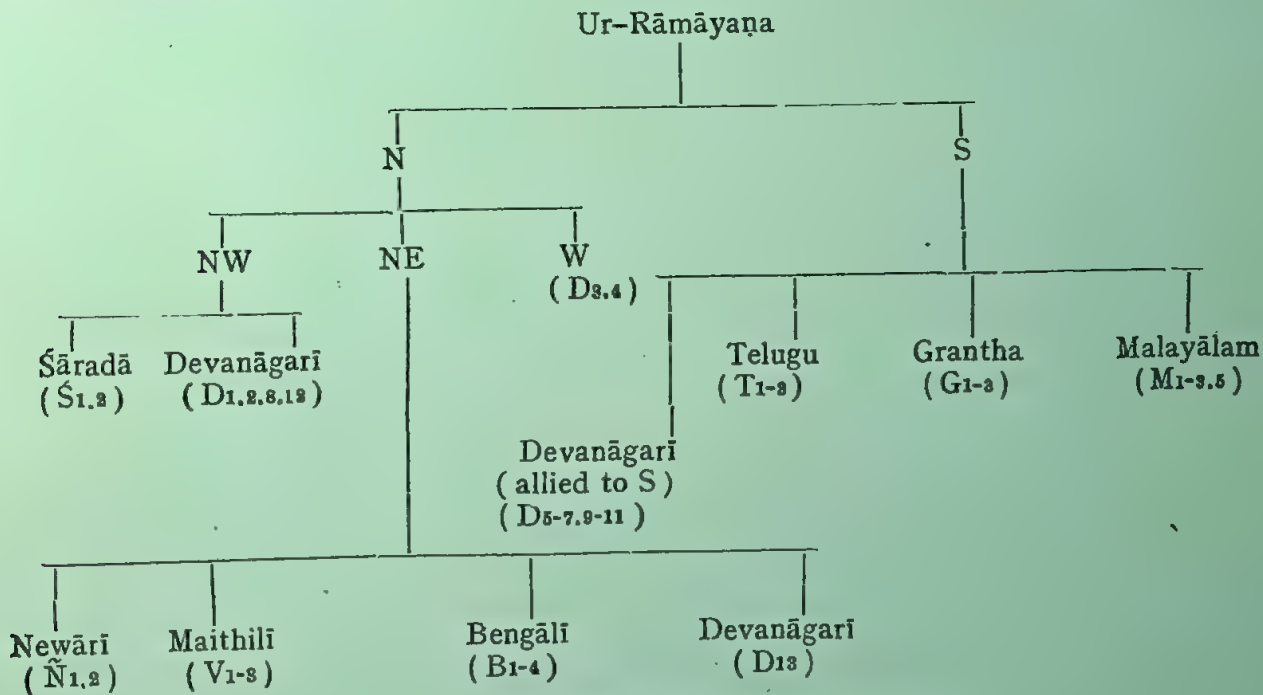 Ur–Rāmāyaṇa
N
S
NW
NE
W
( D3.4 )
Śāradā
( Ś1.2 )
Devanāgarī
( D1.2.8.12 )
Telugu
( T1-3 )
Grantha
( G1-3 )
Malayālam
( M1-3.5 )
Devanāgarī
( allied to S )
( D5-7.9-11 )
Newārī
( Ñ1.2 )
Maithilī
( V1-3 )
Bengālī
( B1-4 )
Devanāgarī
( D13 )